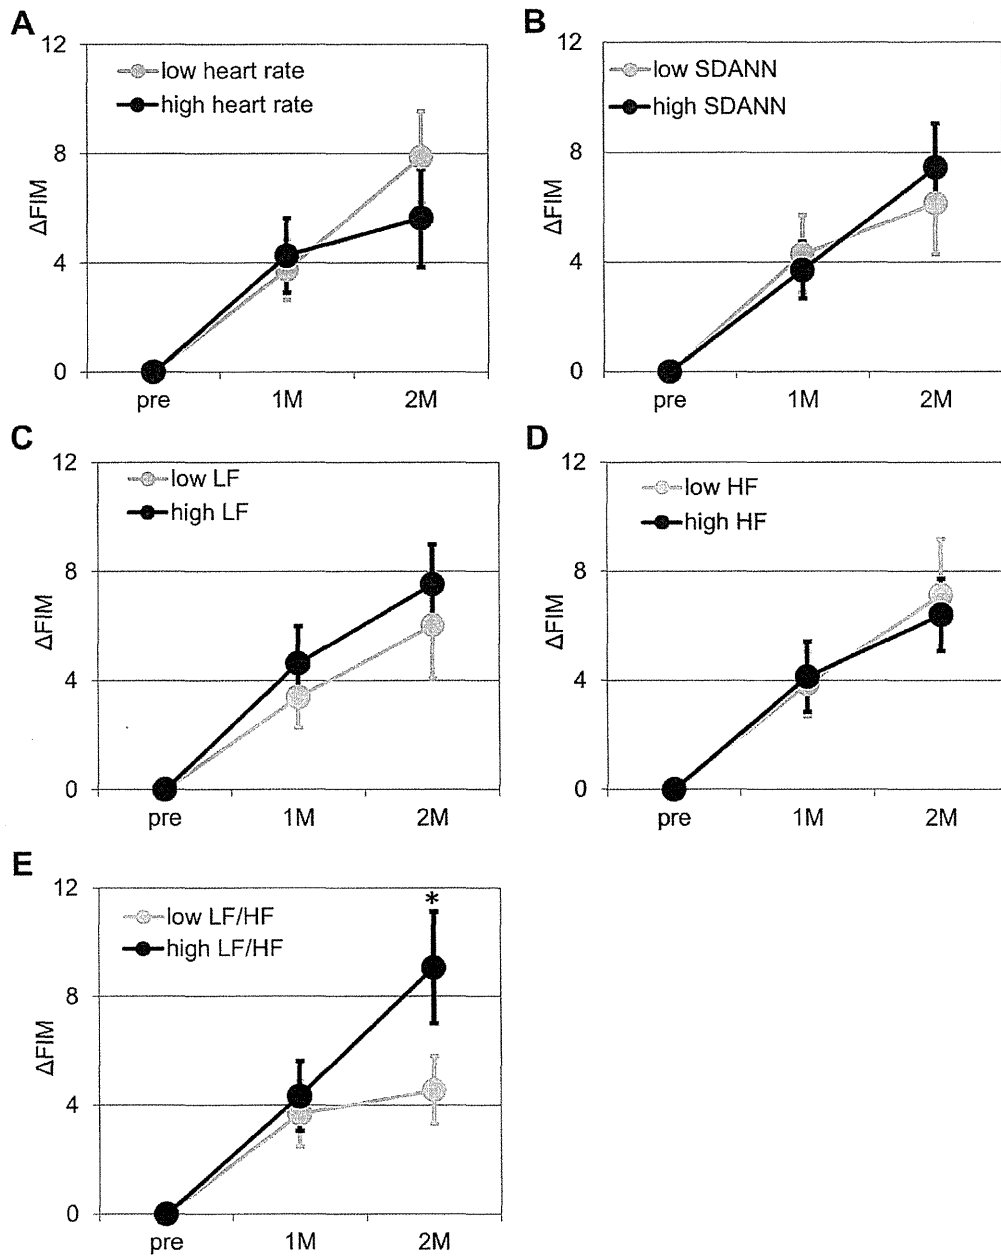 A
12
low heart rate
high heart rate
8
ΔFIM
4
0
pre 1M 2M
B
12
low SDANN
high SDANN
8
ΔFIM
4
0
pre 1M 2M
C
12
low LF
high LF
8
ΔFIM
4
0
pre 1M 2M
D
12
low HF
high HF
8
ΔFIM
4
0
pre 1M 2M
E
12
*
low LF/HF
high LF/HF
8
ΔFIM
4
0
pre 1M 2M